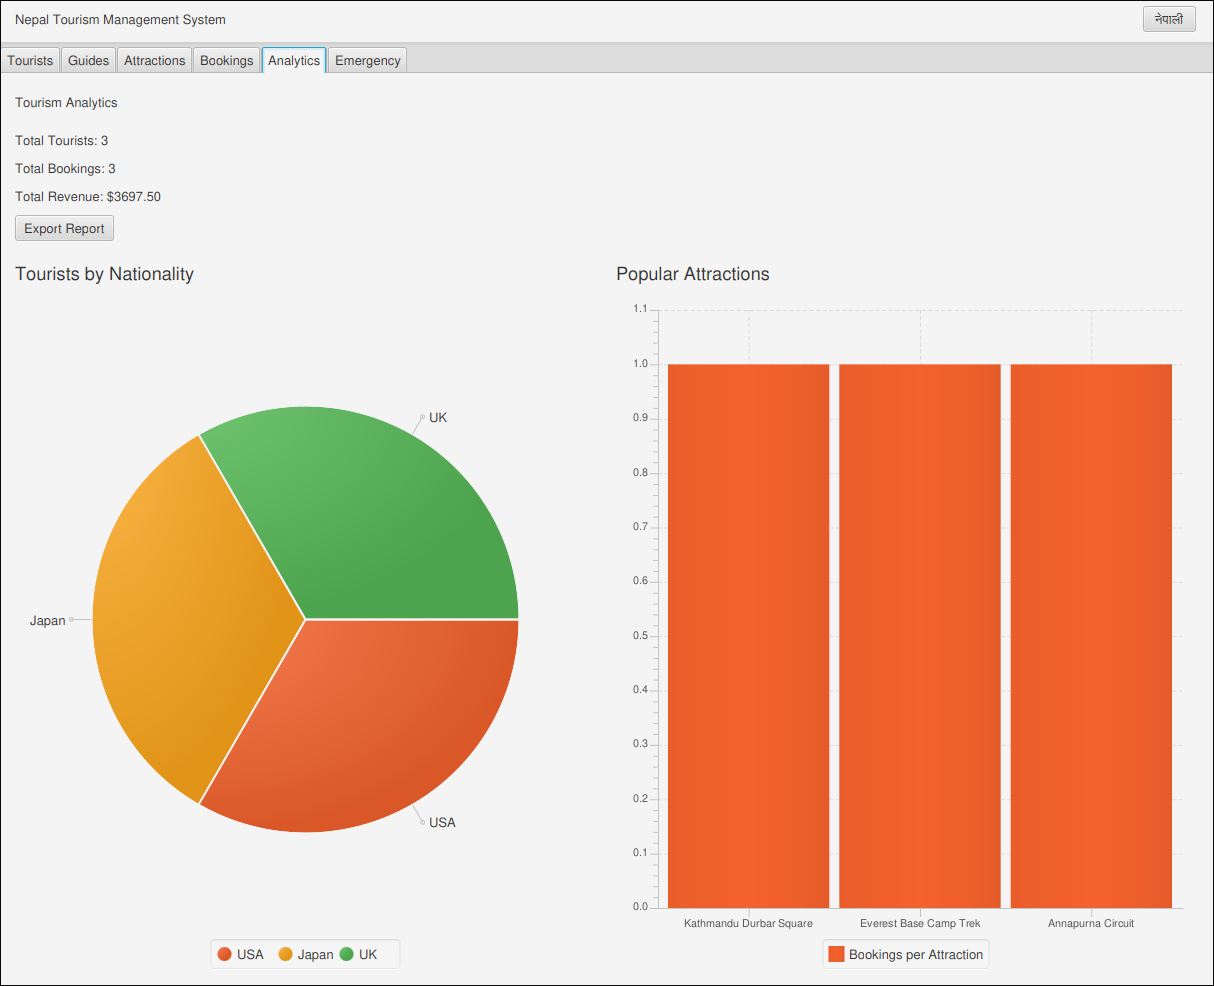 Nepal Tourism Management System
नेपाली
Tourists Guides Attractions Bookings Analytics Emergency
Tourism Analytics
Total Tourists: 3
Total Bookings: 3
Total Revenue: $3697.50
Export Report
Tourists by Nationality
UK
Japan
USA
USA Japan UK
Popular Attractions
1.1
1.0
0.9
0.8
0.7
0.6
0.5
0.4
0.3
0.2
0.1
0.0
Kathmandu Durbar Square Everest Base Camp Trek Annapurna Circuit
Bookings per Attraction